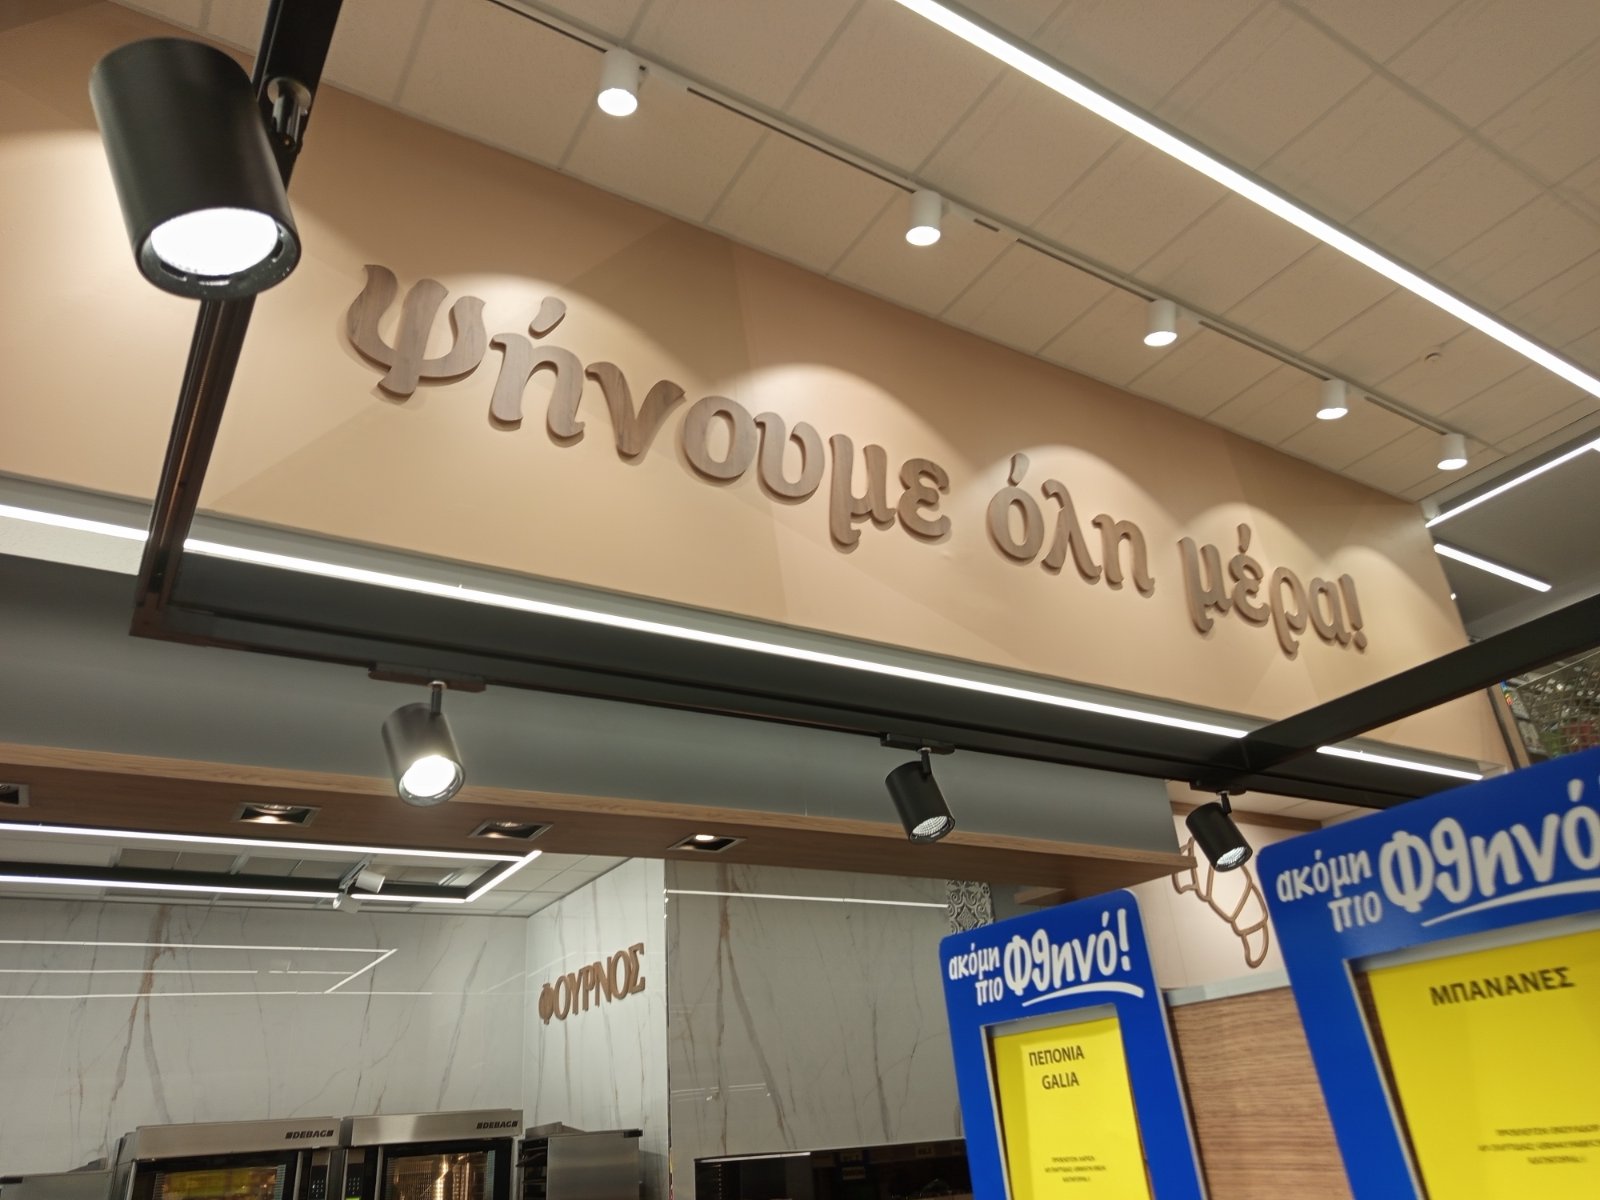 ψήνουμε όλη μέρα!
ΦΟΥΡΝΟΣ
DEBAG
DEBAG
ακόμη
πιο Φθηνό!
ΠΕΠΟΝΙΑ
GALIA
ακόμη
πιο Φθηνό
ΜΠΑΝΑΝΕΣ